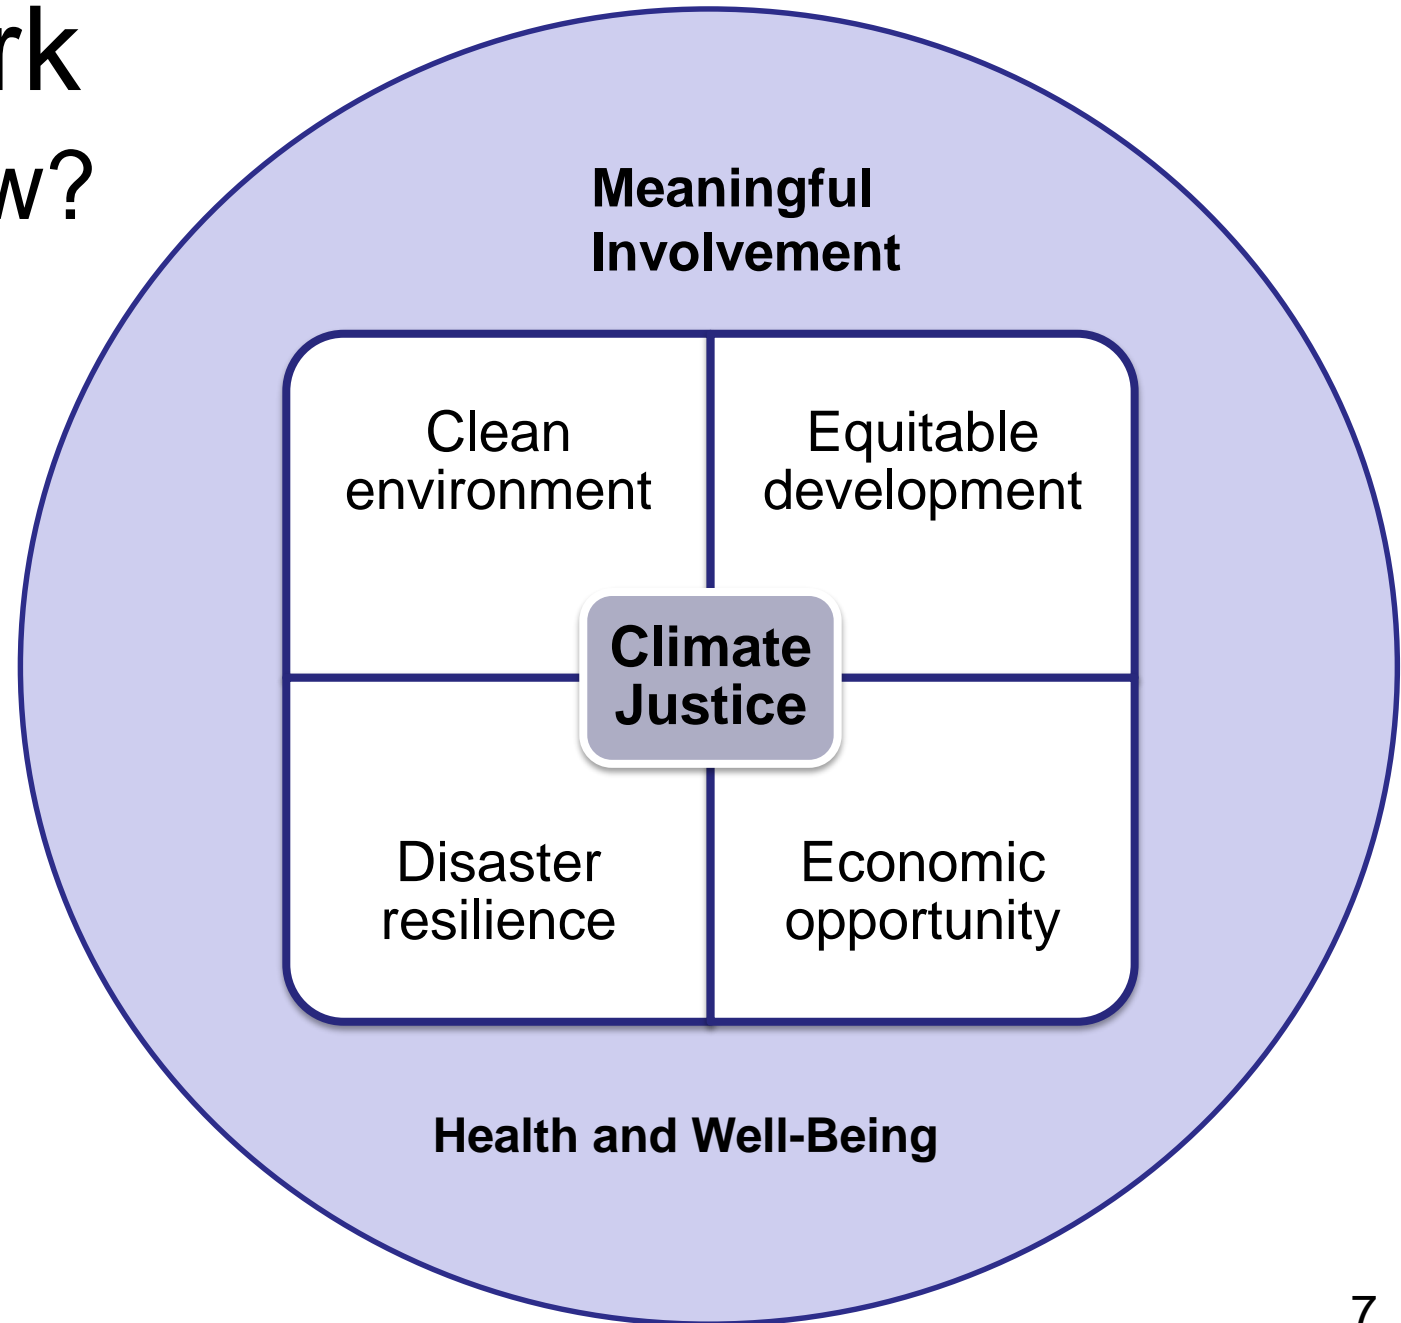 rk
w?
Meaningful
Involvement
Clean
environment
Equitable
development
Climate
Justice
Disaster
resilience
Economic
opportunity
Health and Well-Being
7